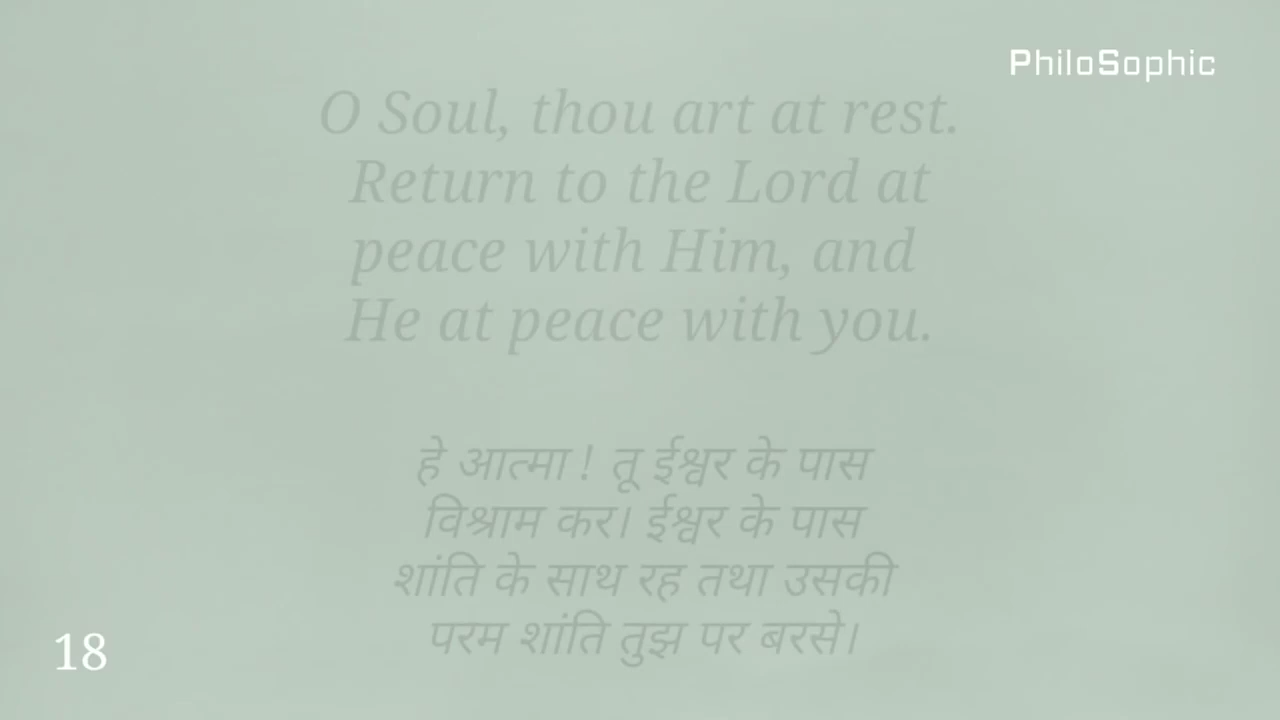 PhiloSophic
O Soul, thou art at rest.
Return to the Lord at
peace with Him, and
He at peace with you.
हे आत्मा ! तू ईश्वर के पास
विश्राम कर। ईश्वर के पास
शांति के साथ रह तथा उसकी
परम शांति तुझ पर बरसे।
18